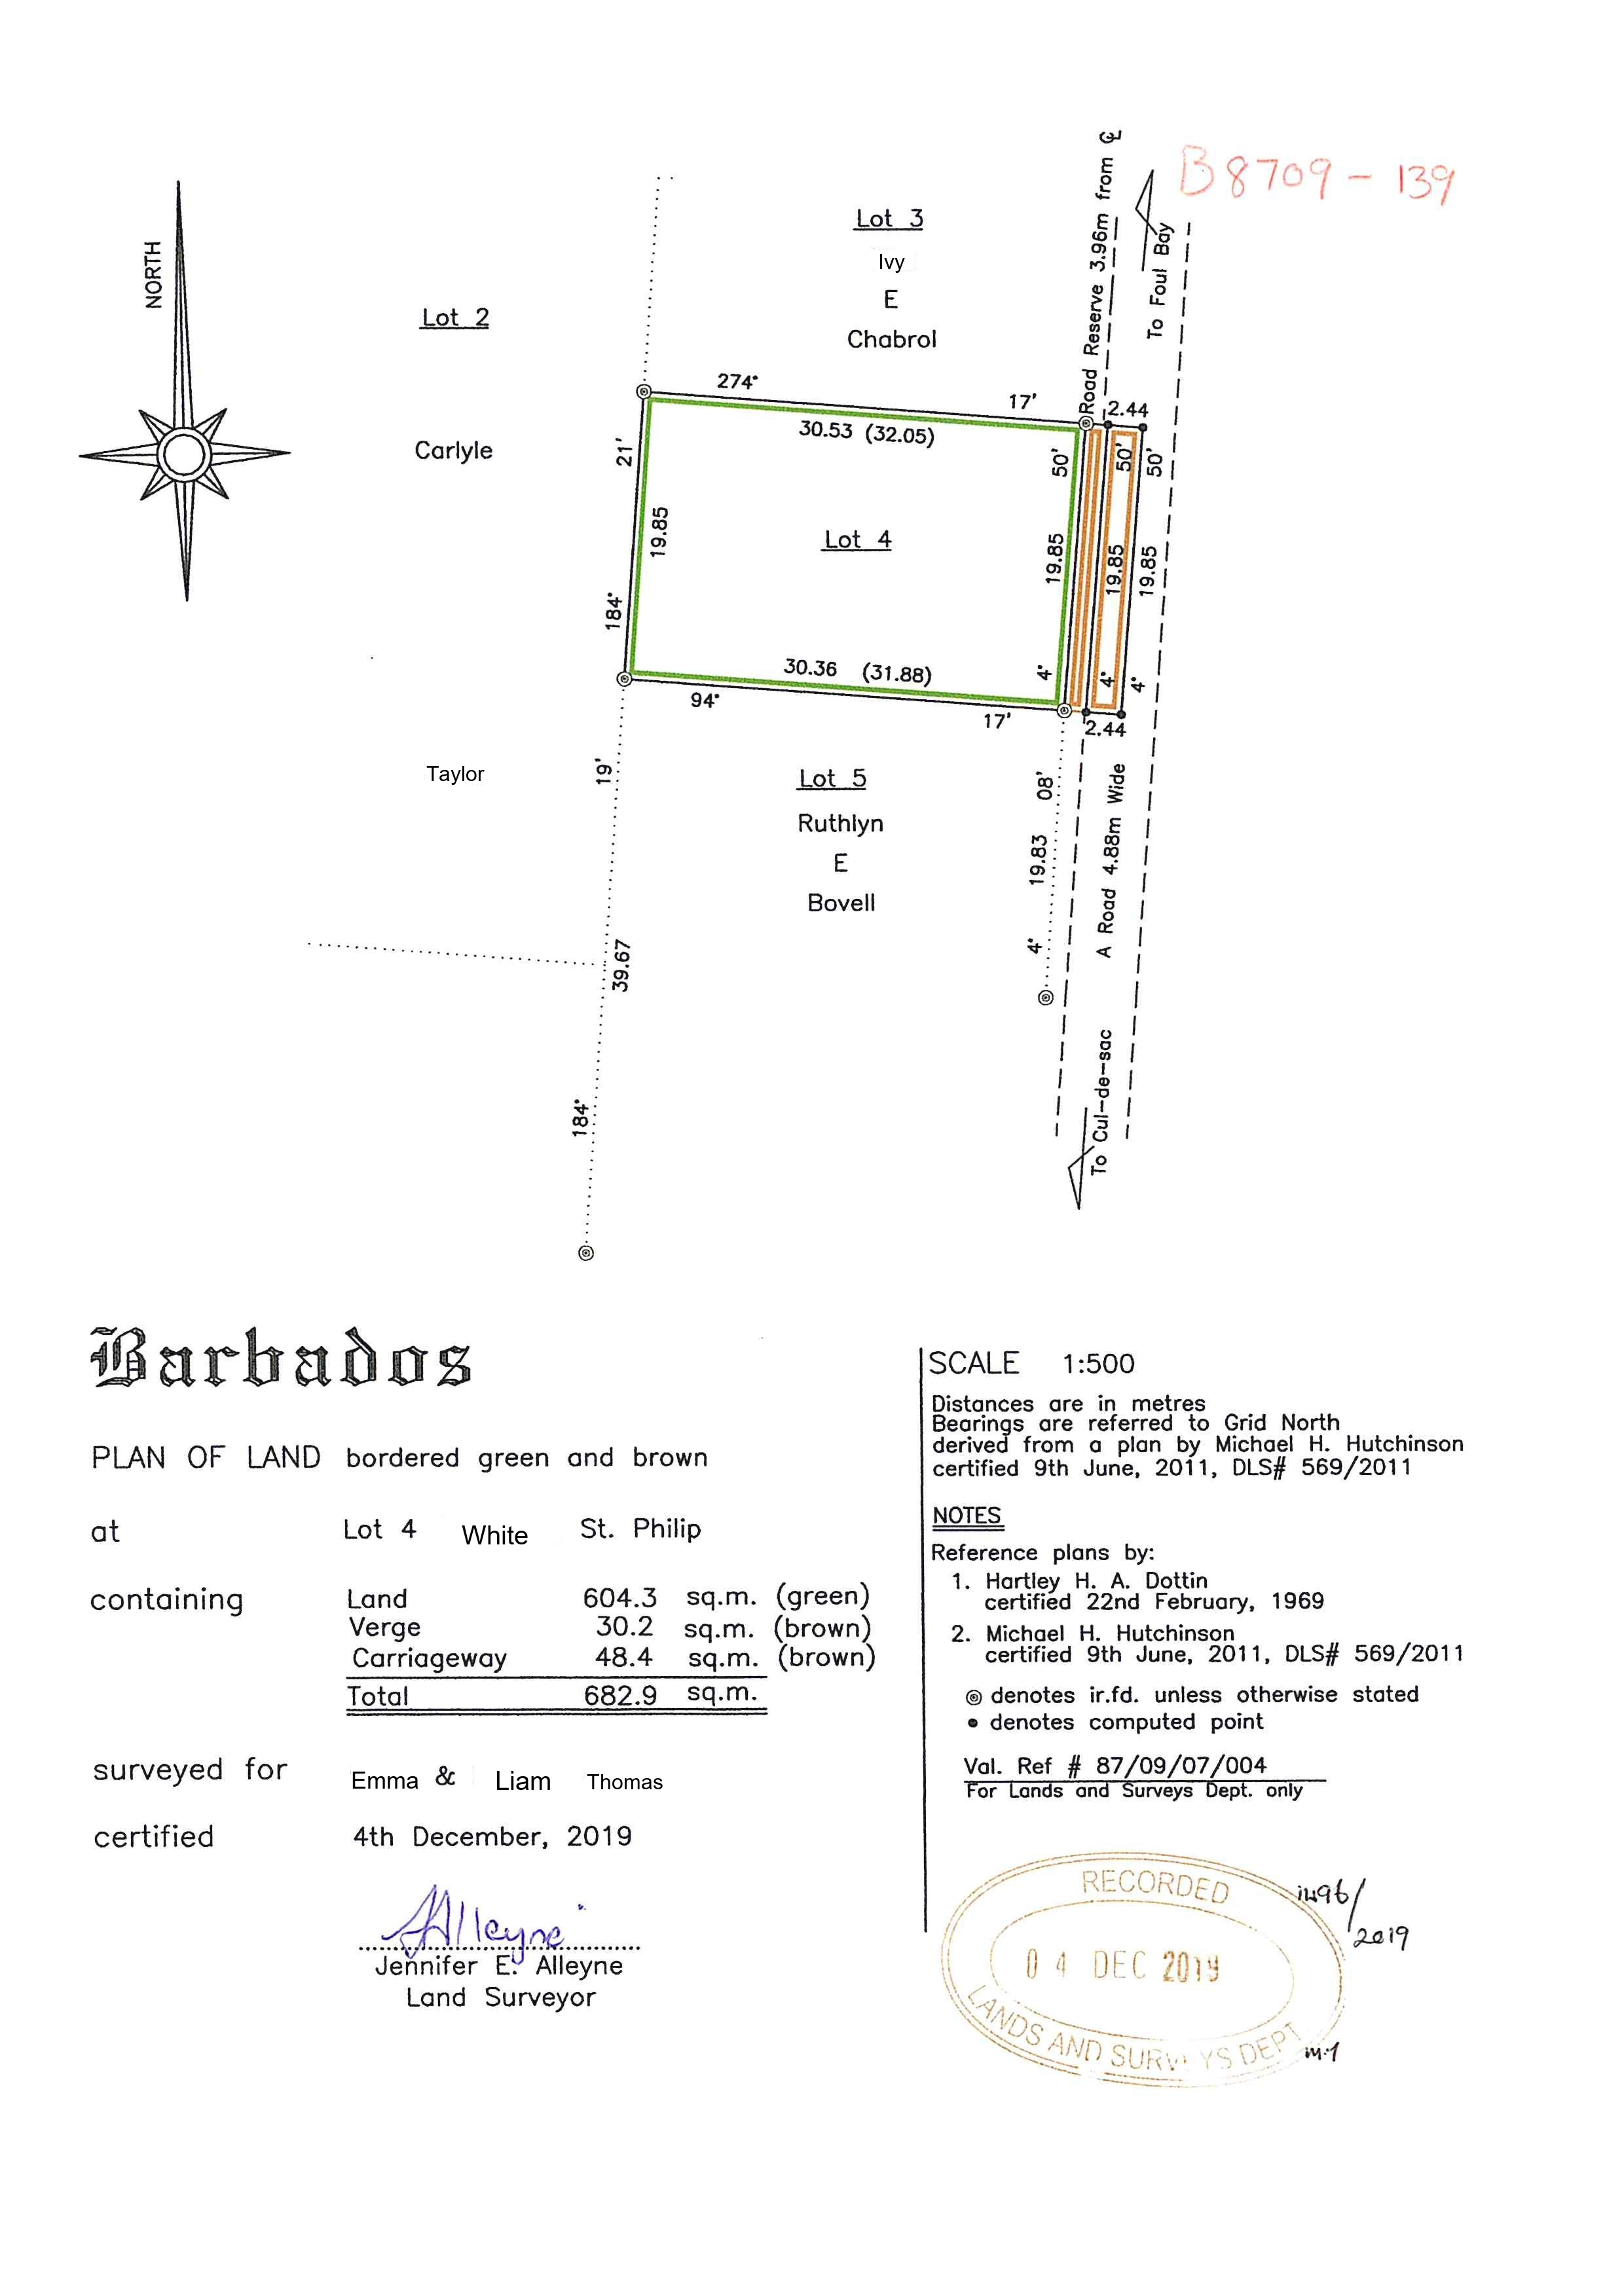 B8709-139
NORTH
Lot 3
Ivy
E
Chabrol
Road Reserve 3.96m from ℄
To Foul Bay
Lot 2
Carlyle
Taylor
274° 17'
30.53 (32.05)
2.44
21'
19.85
184°
Lot 4
50'
19.85
4°
50'
19.85
4°
50'
19.85
4°
30.36 (31.88)
94° 17'
2.44
19'
39.67
184°
Lot 5
Ruthlyn
E
Bovell
08'
19.83
4°
A Road 4.88m Wide
To Cul-de-sac
Barbados
PLAN OF LAND bordered green and brown
at Lot 4 White St. Philip
containing Land 604.3 sq.m. (green)
Verge 30.2 sq.m. (brown)
Carriageway 48.4 sq.m. (brown)
Total 682.9 sq.m.
surveyed for Emma & Liam Thomas
certified 4th December, 2019
JAlleyne
Jennifer E. Alleyne
Land Surveyor
SCALE 1:500
Distances are in metres
Bearings are referred to Grid North
derived from a plan by Michael H. Hutchinson
certified 9th June, 2011, DLS# 569/2011
NOTES
Reference plans by:
1. Hartley H. A. Dottin
certified 22nd February, 1969
2. Michael H. Hutchinson
certified 9th June, 2011, DLS# 569/2011
denotes ir.fd. unless otherwise stated
denotes computed point
Val. Ref # 87/09/07/004
For Lands and Surveys Dept. only
RECORDED
04 DEC 2019
LANDS AND SURVEYS DEPT
2019